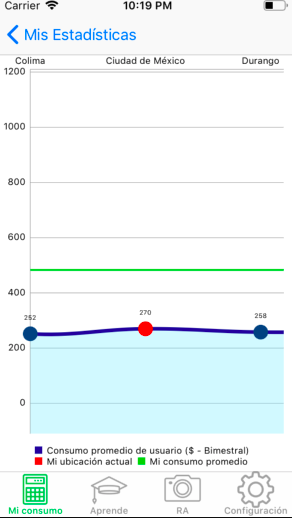 Carrier 10:19 PM
Mis Estadísticas
Colima Ciudad de México Durango
1200
1000
800
600
400
252 270 258
200
0
Consumo promedio de usuario ($ - Bimestral)
Mi ubicación actual Mi consumo promedio
Mi consumo Aprende RA Configuración